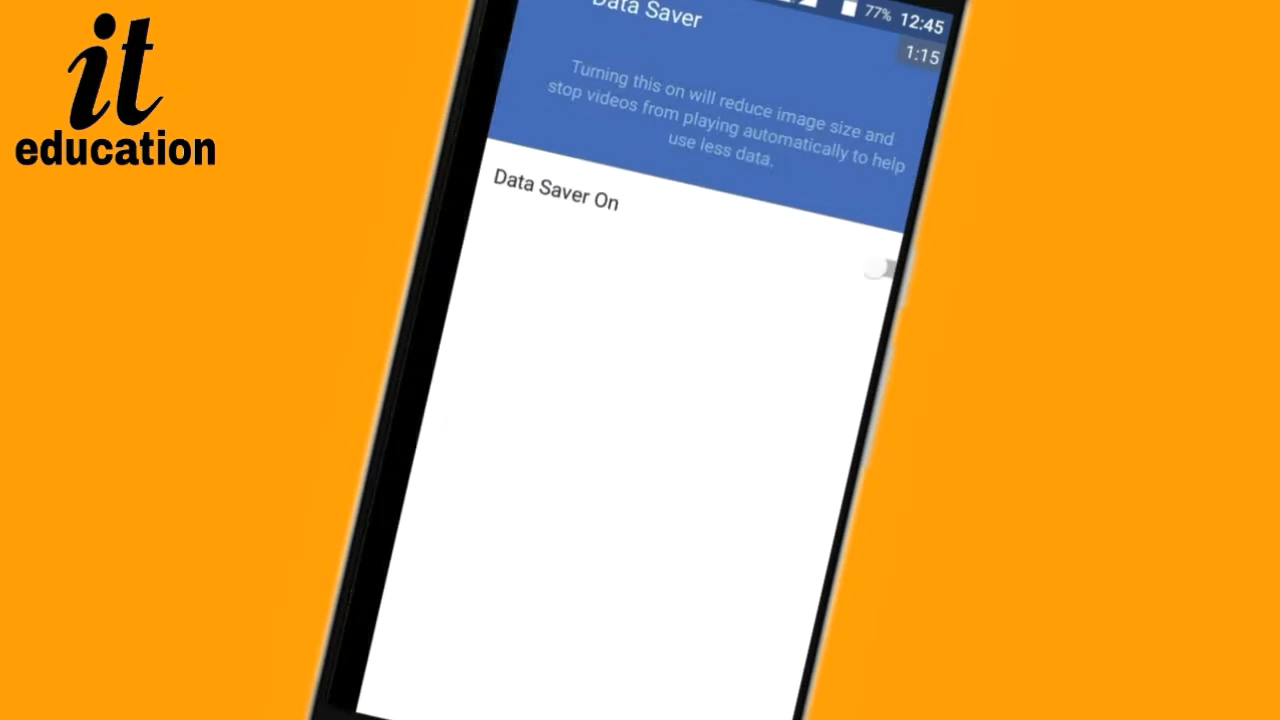 it
education
77% 12:45
1:15
Data Saver
Turning this on will reduce image size and
stop videos from playing automatically to help
use less data.
Data Saver On